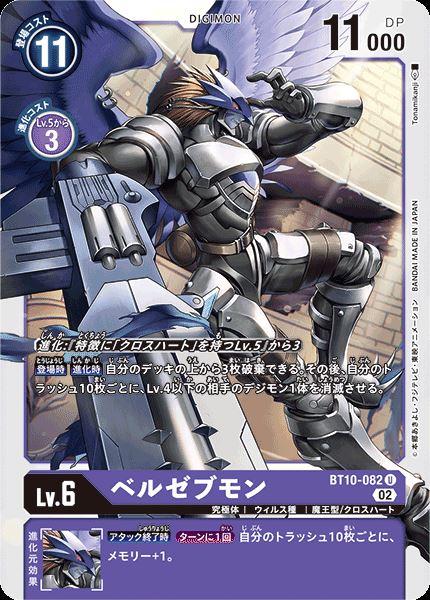 DIGIMON
登場コスト
11
DP
11000
進化コスト
Lv.5から
3
Tonamikanji
©本郷あきよし・フジテレビ・東映アニメーション BANDAI MADE IN JAPAN
進化:「特徴に「クロスハート」を持つLv.5」から3
登場時 進化時 自分のデッキの上から3枚破棄できる。その後、自分のト
ラッシュ10枚ごとに、Lv.4以下の相手のデジモン1体を消滅させる。
Lv.6
ベルゼブモン
BT10-082 U
02
究極体 | ウィルス種 | 魔王型/クロスハート
進化元効果
アタック終了時 ターンに1回 自分のトラッシュ10枚ごとに、
メモリー+1。